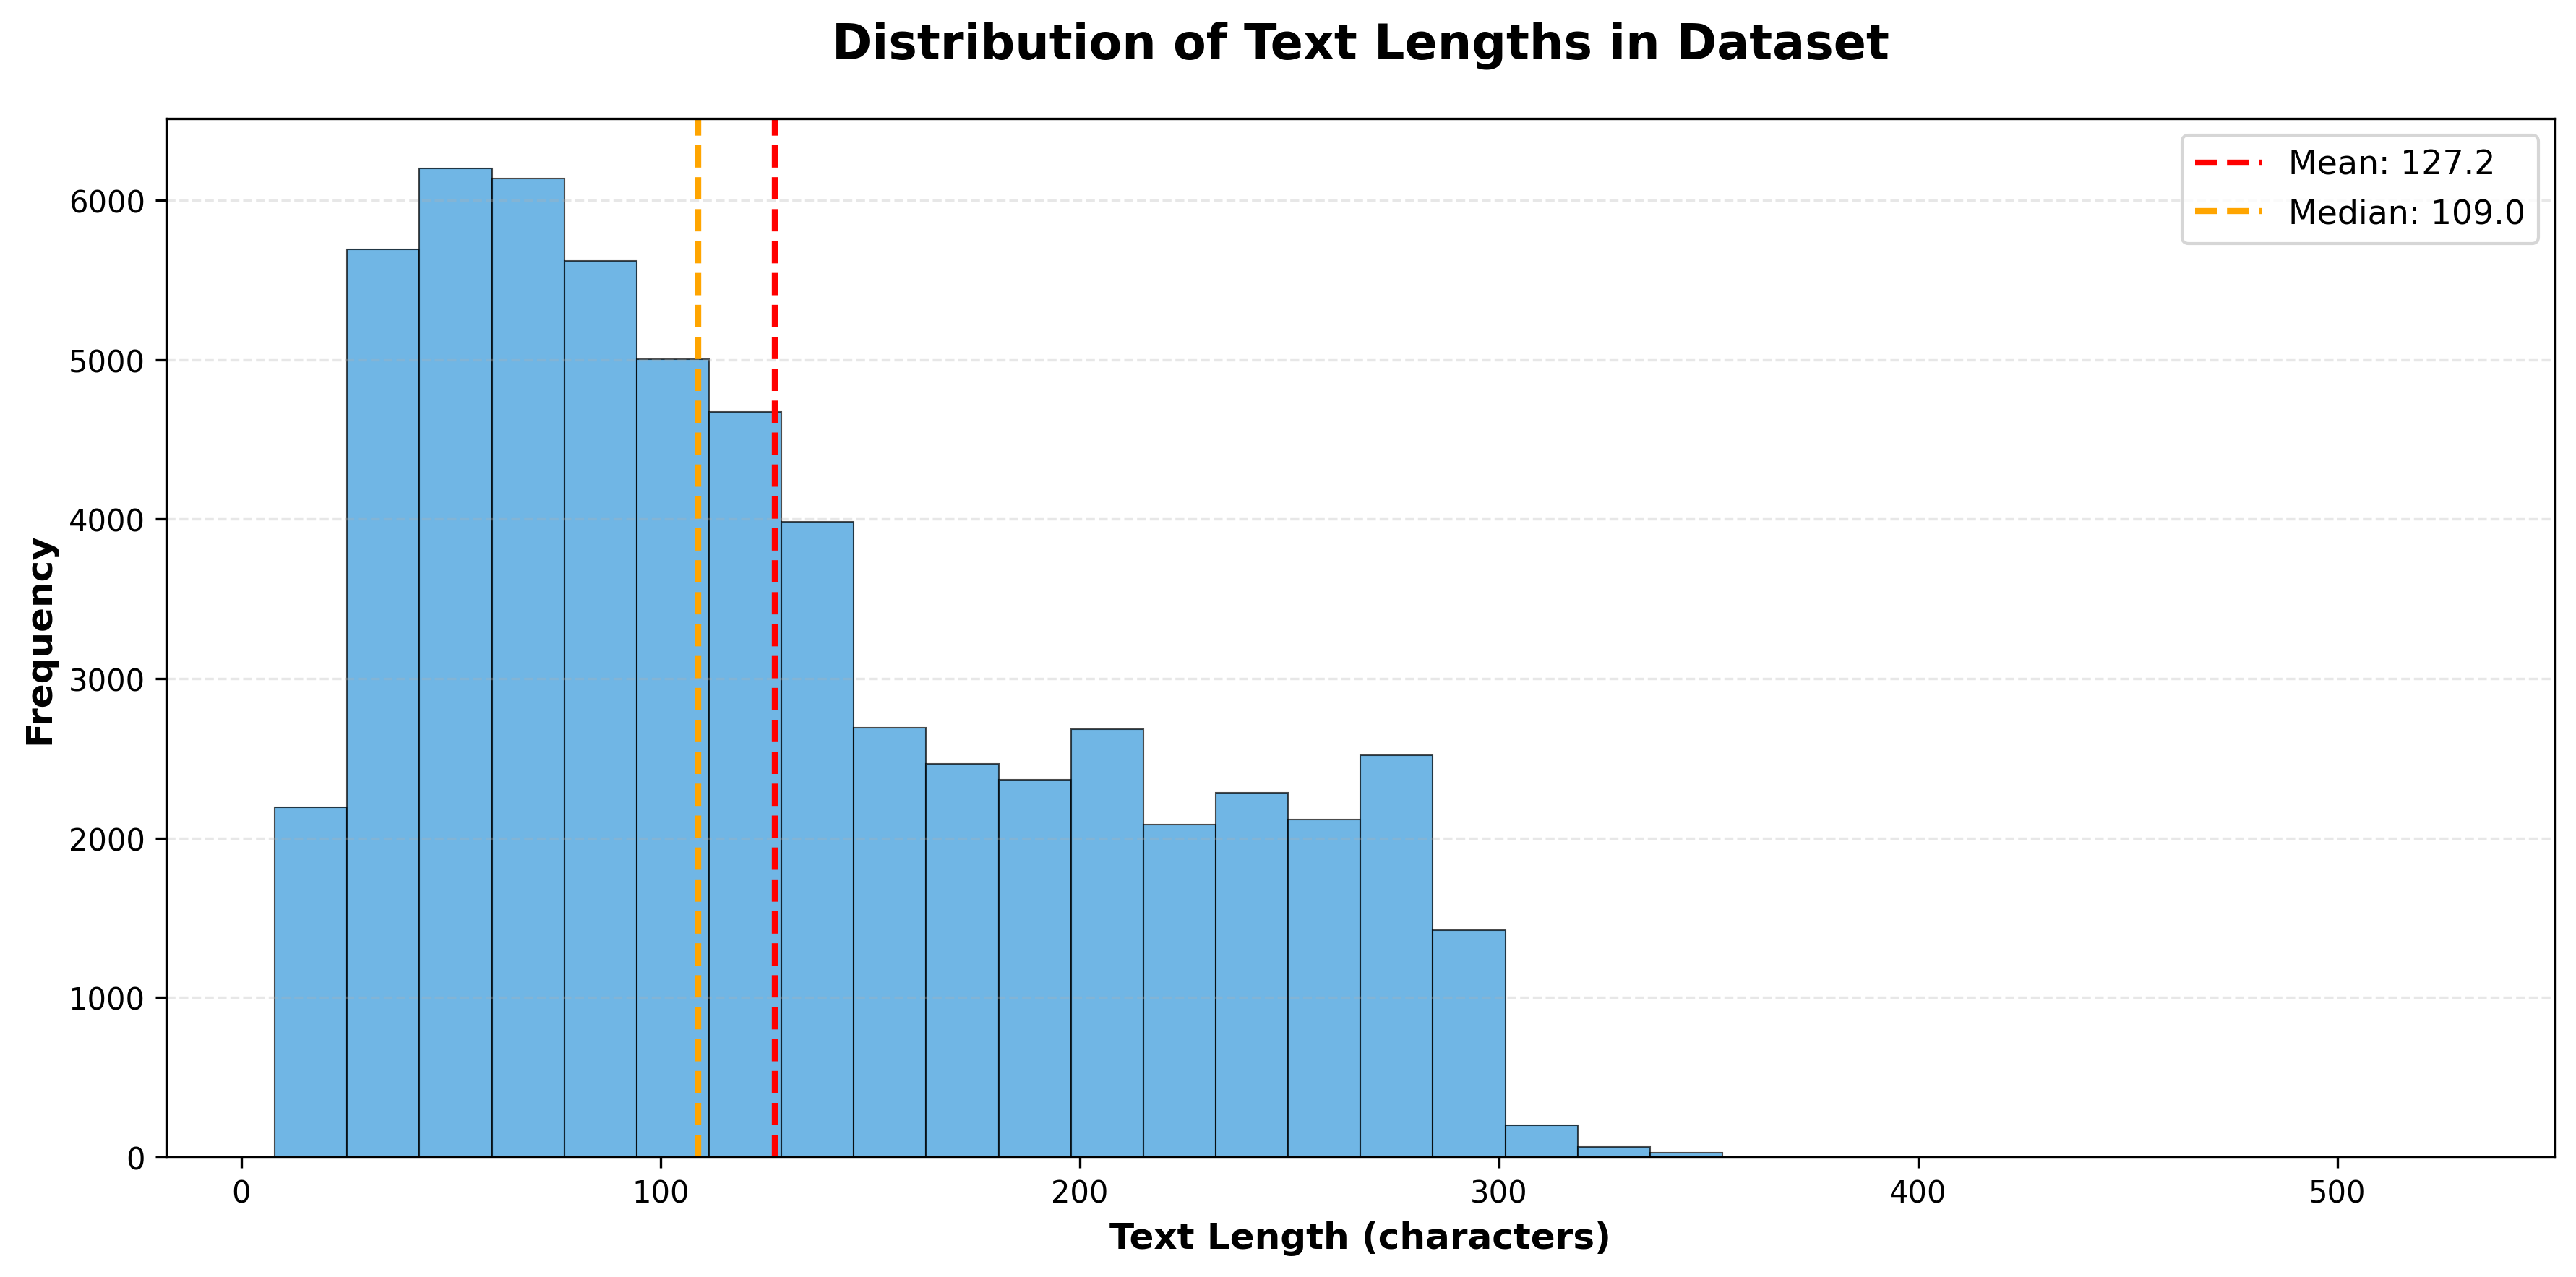 Distribution of Text Lengths in Dataset
Mean: 127.2
Median: 109.0
6000
5000
4000
3000
2000
1000
0
Frequency
0 100 200 300 400 500
Text Length (characters)